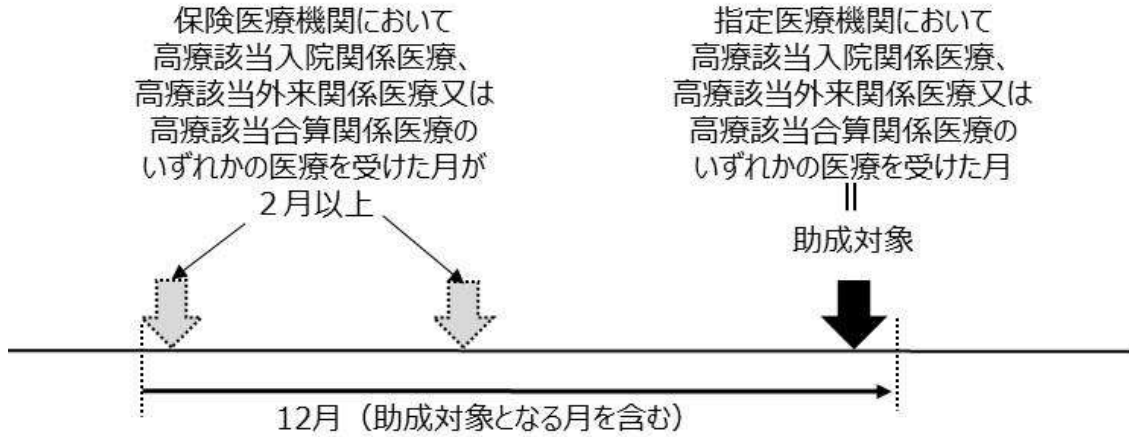 保険医療機関において
高療該当入院関係医療、
高療該当外来関係医療又は
高療該当合算関係医療の
いずれかの医療を受けた月が
２月以上
指定医療機関において
高療該当入院関係医療、
高療該当外来関係医療又は
高療該当合算関係医療の
いずれかの医療を受けた月
||
助成対象
12月（助成対象となる月を含む）